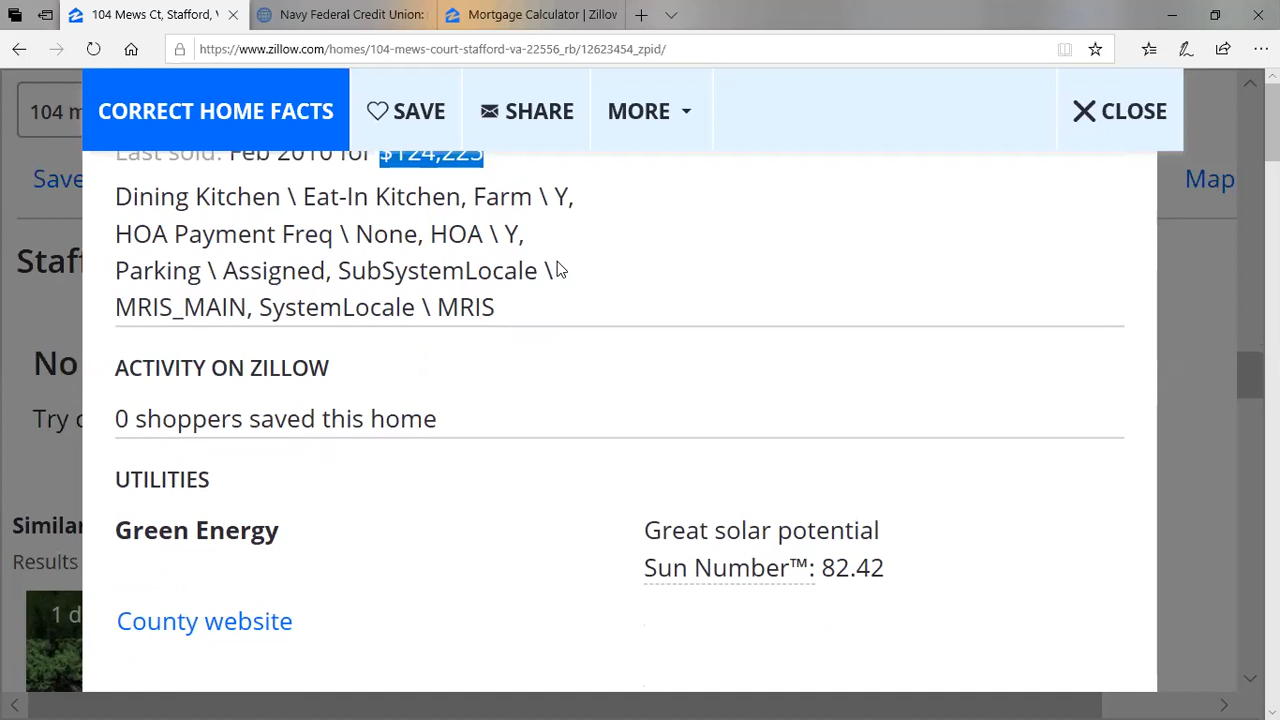 104 Mews Ct, Stafford, V
Navy Federal Credit Union:
Mortgage Calculator | Zillow
https://www.zillow.com/homes/104-mews-court-stafford-va-22556_rb/12623454_zpid/
104 m
CORRECT HOME FACTS
SAVE
SHARE
MORE
CLOSE
Last sold: Feb 2010 for $124,225
Save
Map
Dining Kitchen \ Eat-In Kitchen, Farm \ Y,
HOA Payment Freq \ None, HOA \ Y,
Staff
Parking \ Assigned, SubSystemLocale \
MRIS_MAIN, SystemLocale \ MRIS
No
ACTIVITY ON ZILLOW
Try c
0 shoppers saved this home
UTILITIES
Similar
Green Energy
Great solar potential
Results
Sun Number™: 82.42
1 d
County website